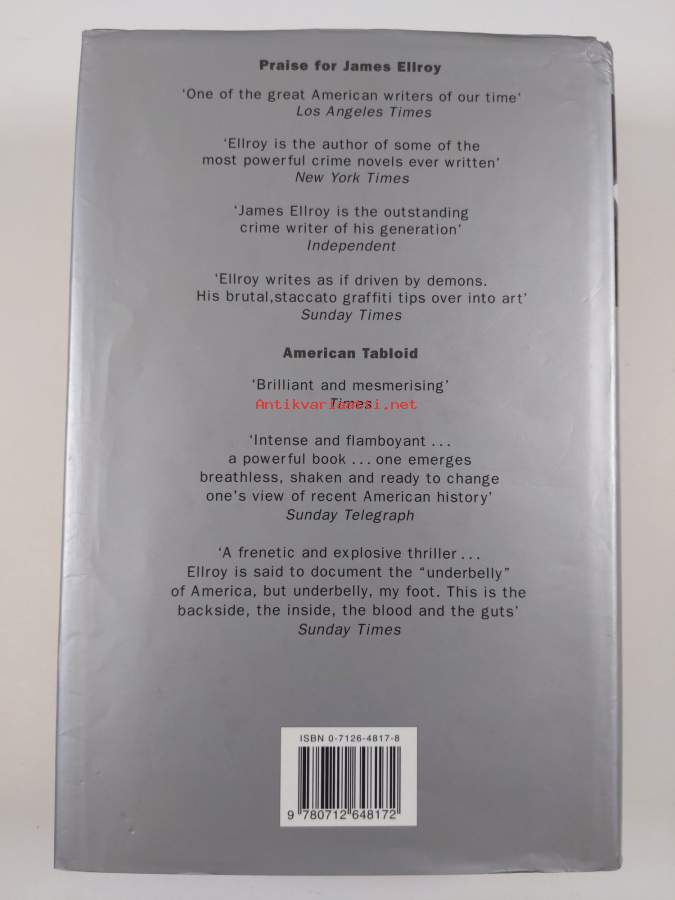 Praise for James Ellroy
‘One of the great American writers of our time‘
Los Angeles Times
‘Ellroy is the author of some of the
most powerful crime novels ever written’
New York Times
‘James Ellroy is the outstanding
crime writer of his generation’
Independent
‘Ellroy writes as if driven by demons.
His brutal,staccato graffiti tips over into art’
Sunday Times
American Tabloid
‘Brilliant and mesmerising’
Times
Antikvariaatti.net
‘Intense and flamboyant ...
a powerful book ... one emerges
breathless, shaken and ready to change
one's view of recent American history’
Sunday Telegraph
‘A frenetic and explosive thriller ...
Ellroy is said to document the “underbelly”
of America, but underbelly, my foot. This is the
backside, the inside, the blood and the guts’
Sunday Times
ISBN 0-7126-4817-8
9 780712 648172